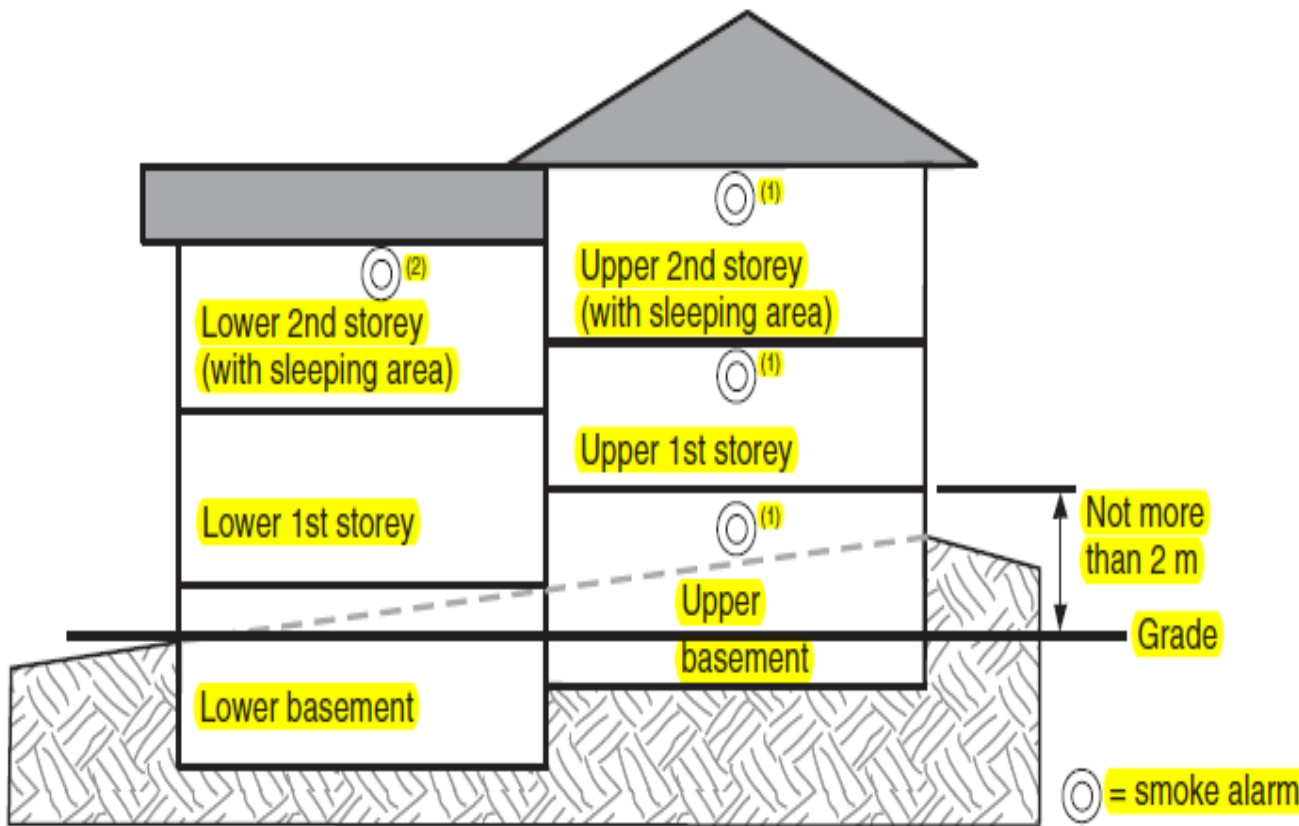 (1)
Upper 2nd storey
(with sleeping area)
(2)
Lower 2nd storey
(with sleeping area)
(1)
Upper 1st storey
Lower 1st storey
(1)
Upper
basement
Not more
than 2 m
Grade
Lower basement
= smoke alarm